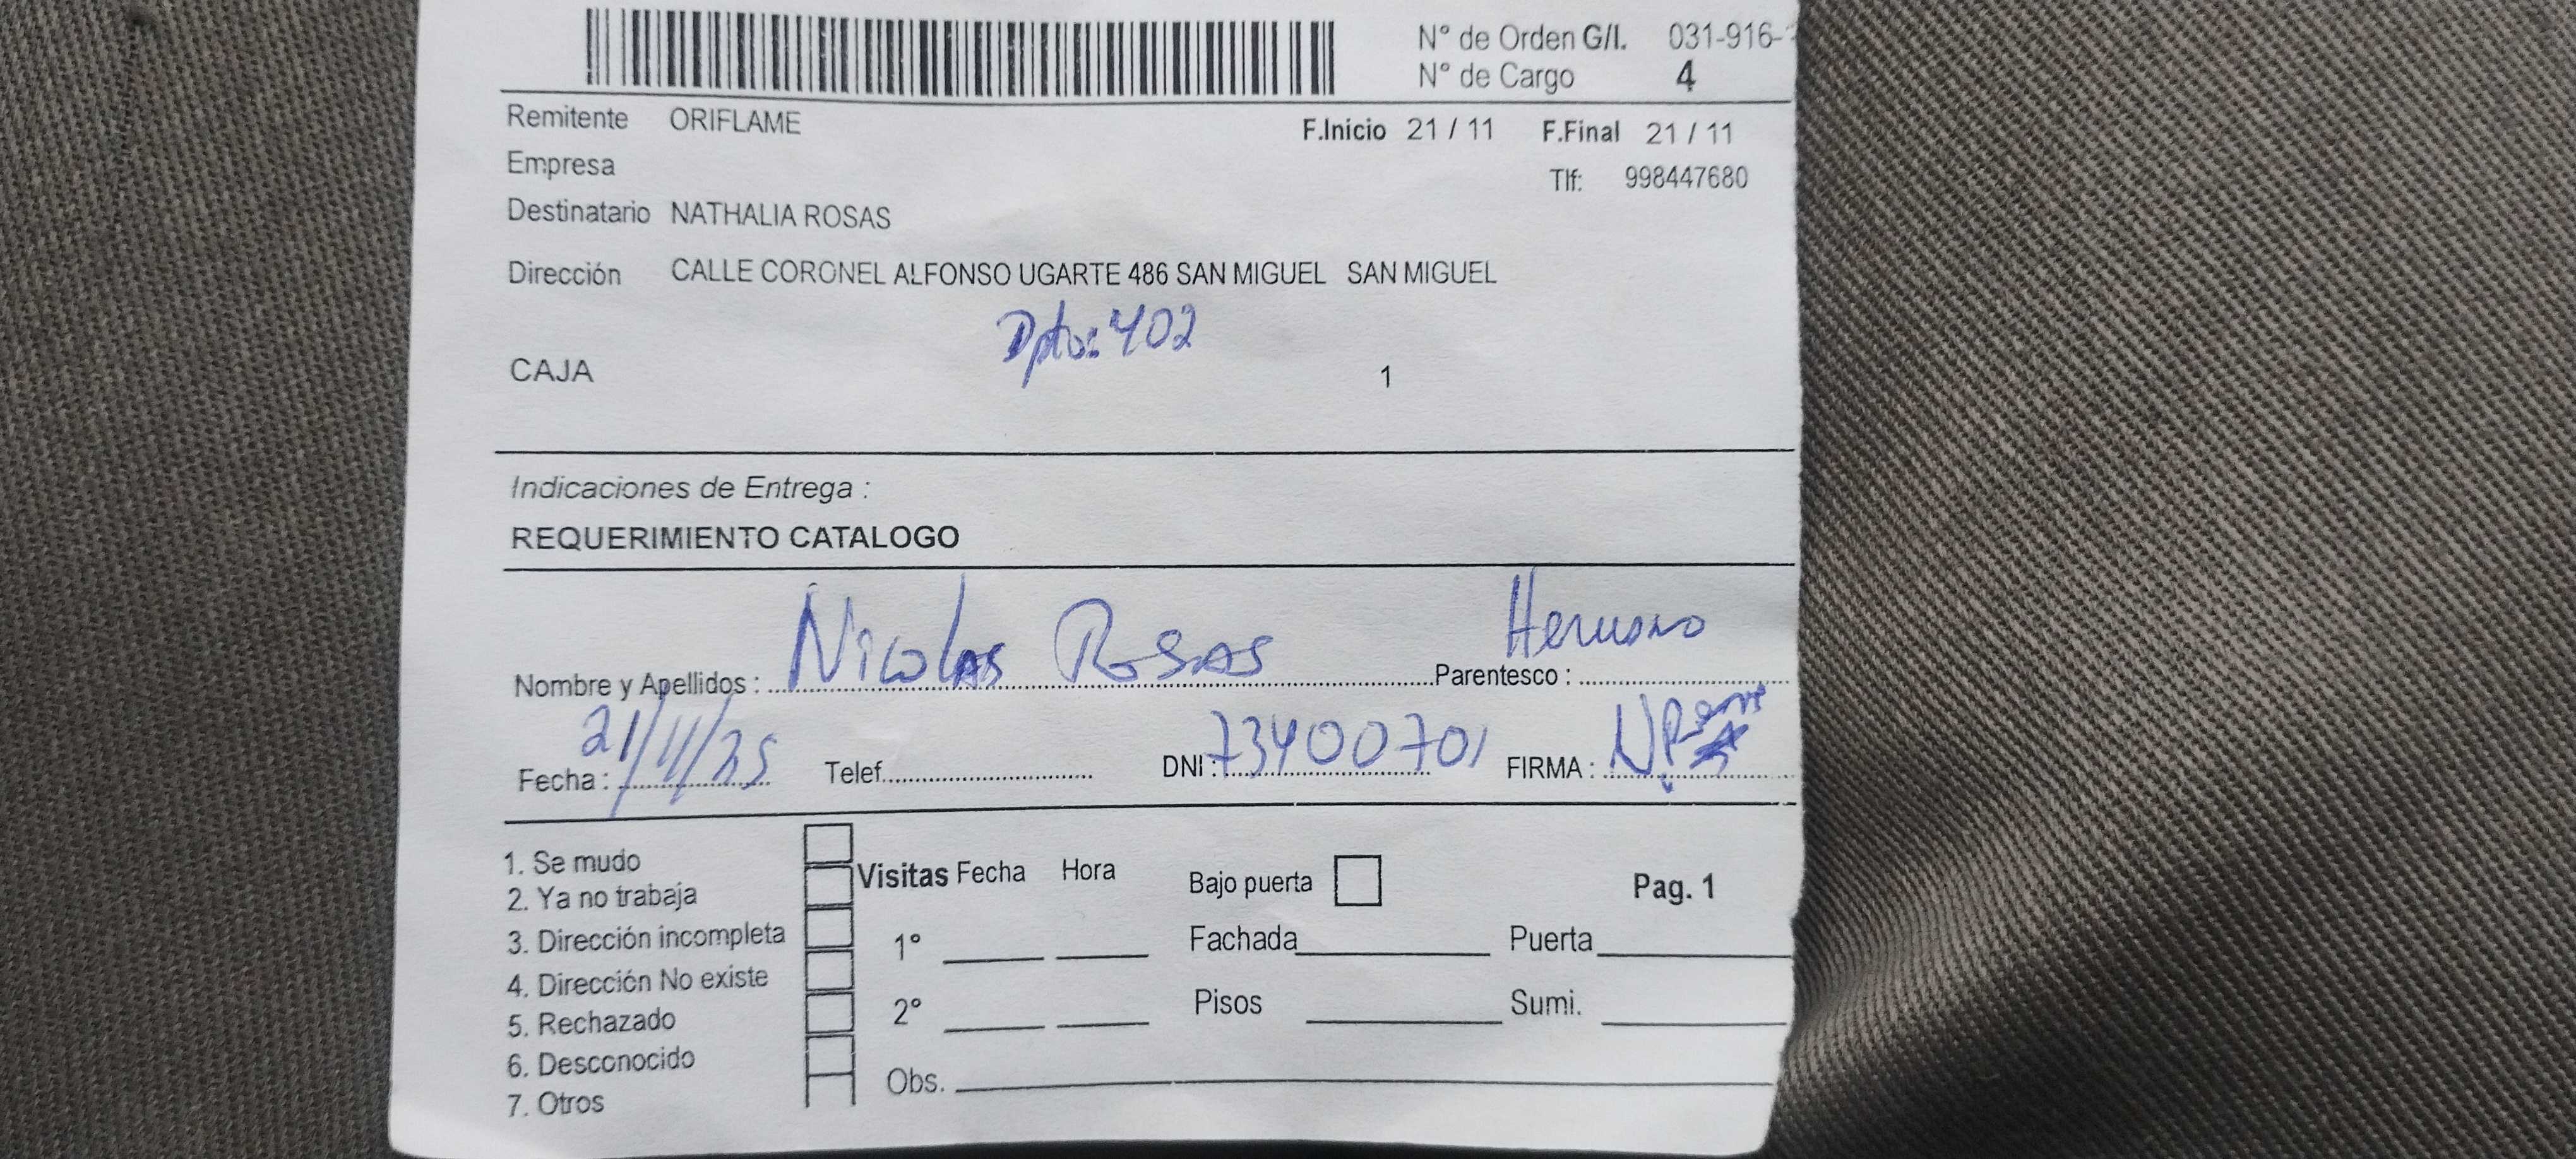 N° de Orden G/I. 031-916-
N° de Cargo 4
Remitente ORIFLAME
F.Inicio 21 / 11 F.Final 21 / 11
Empresa
Tlf: 998447680
Destinatario NATHALIA ROSAS
Dirección CALLE CORONEL ALFONSO UGARTE 486 SAN MIGUEL SAN MIGUEL
Dpto: 402
CAJA 1
Indicaciones de Entrega :
REQUERIMIENTO CATALOGO
Nombre y Apellidos : Nicolas Rosas Parentesco : Hermano
Fecha : 21/11/25 Telef. DNI : 73400701 FIRMA :
1. Se mudo
2. Ya no trabaja
3. Dirección incompleta
4. Dirección No existe
5. Rechazado
6. Desconocido
7. Otros
Visitas Fecha Hora
1°
2°
Obs.
Bajo puerta
Pag. 1
Fachada Puerta
Pisos Sumi.